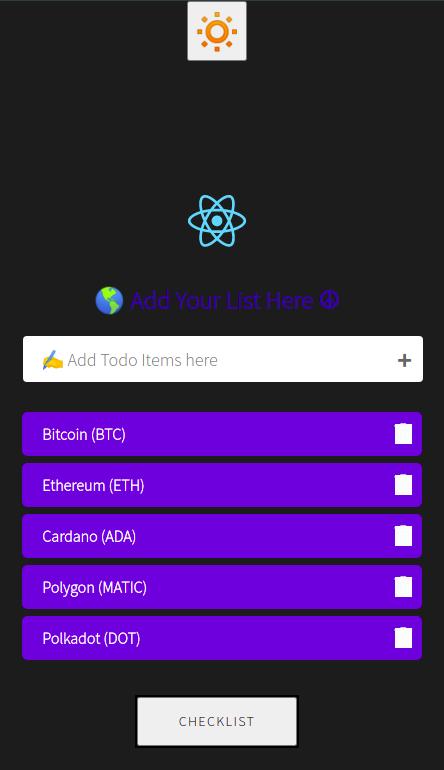 🌎 Add Your List Here ☮
✍️ Add Todo Items here +
Bitcoin (BTC)
Ethereum (ETH)
Cardano (ADA)
Polygon (MATIC)
Polkadot (DOT)
CHECKLIST